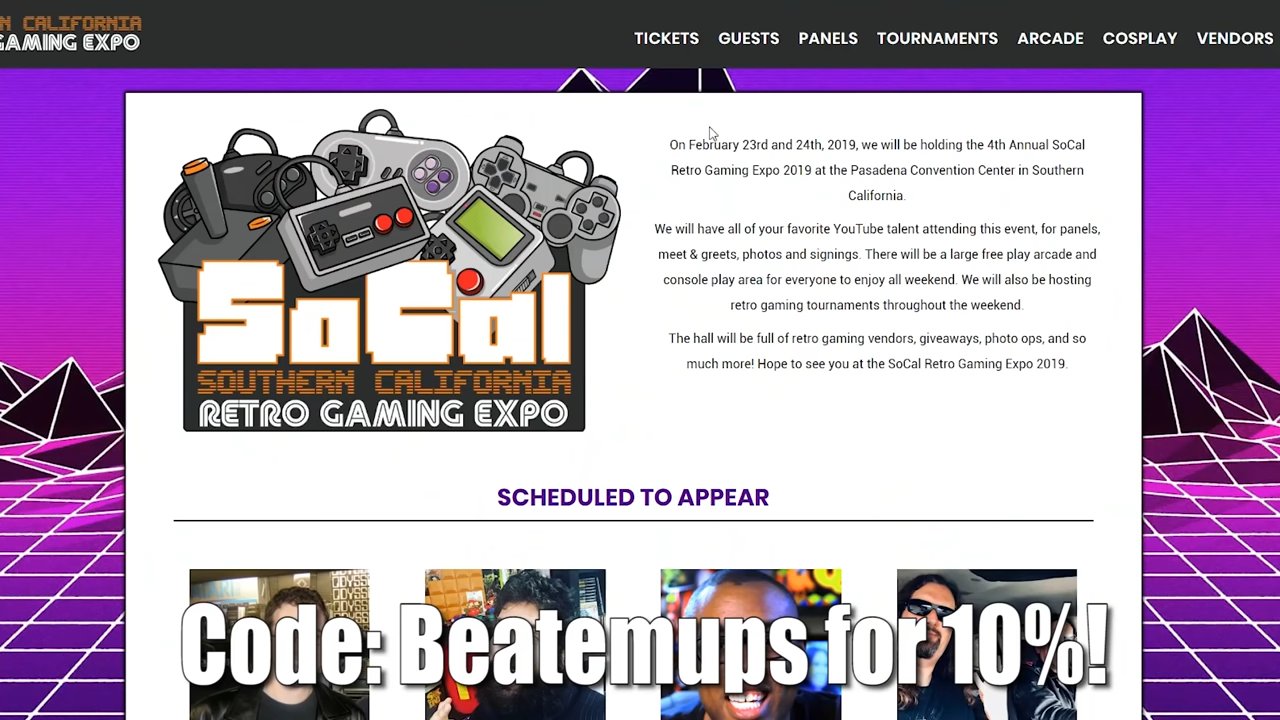 N CALIFORNIA
GAMING EXPO
TICKETS GUESTS PANELS TOURNAMENTS ARCADE COSPLAY VENDORS
SoCal
SOUTHERN CALIFORNIA
RETRO GAMING EXPO
On February 23rd and 24th, 2019, we will be holding the 4th Annual SoCal
Retro Gaming Expo 2019 at the Pasadena Convention Center in Southern
California.
We will have all of your favorite YouTube talent attending this event, for panels,
meet & greets, photos and signings. There will be a large free play arcade and
console play area for everyone to enjoy all weekend. We will also be hosting
retro gaming tournaments throughout the weekend.
The hall will be full of retro gaming vendors, giveaways, photo ops, and so
much more! Hope to see you at the SoCal Retro Gaming Expo 2019.
SCHEDULED TO APPEAR
Code: Beatemups for 10%!